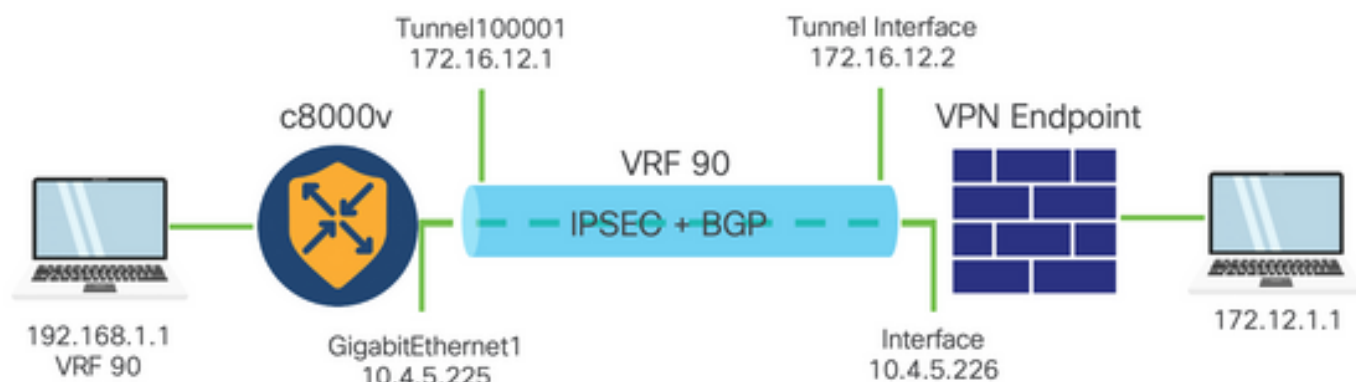 Tunnel100001
172.16.12.1
Tunnel Interface
172.16.12.2
c8000v
VPN Endpoint
VRF 90
IPSEC + BGP
192.168.1.1
VRF 90
GigabitEthernet1
10.4.5.225
Interface
10.4.5.226
172.12.1.1